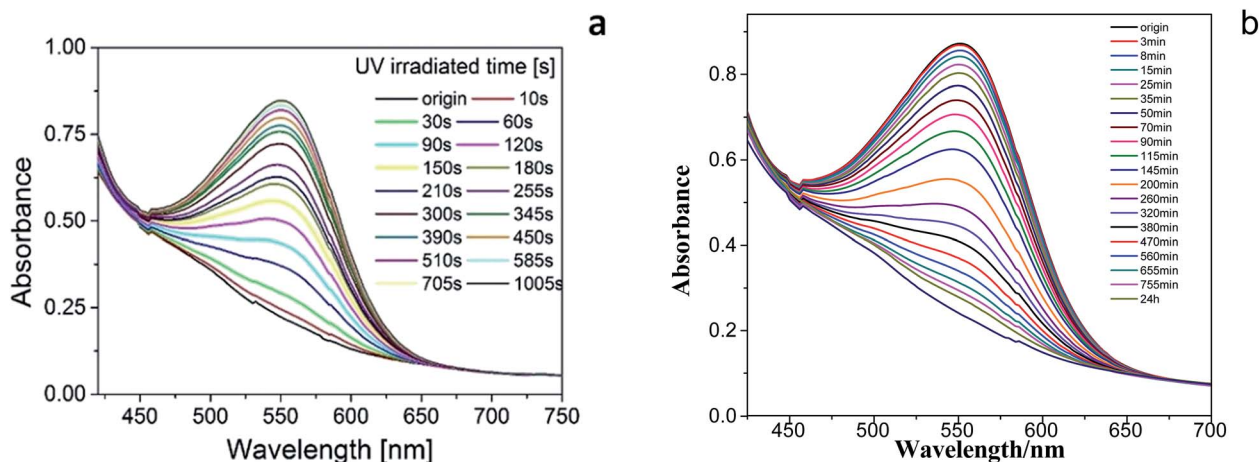 a
1.00
0.75
0.50
0.25
0.00
Absorbance
UV irradiated time [s]
origin 10s
30s 60s
90s 120s
150s 180s
210s 255s
300s 345s
390s 450s
510s 585s
705s 1005s
450 500 550 600 650 700 750
Wavelength [nm]
b
0.8
0.6
0.4
0.2
0.0
Absorbance
origin
3min
8min
15min
25min
35min
50min
70min
90min
115min
145min
200min
260min
320min
380min
470min
560min
655min
755min
24h
450 500 550 600 650 700
Wavelength/nm